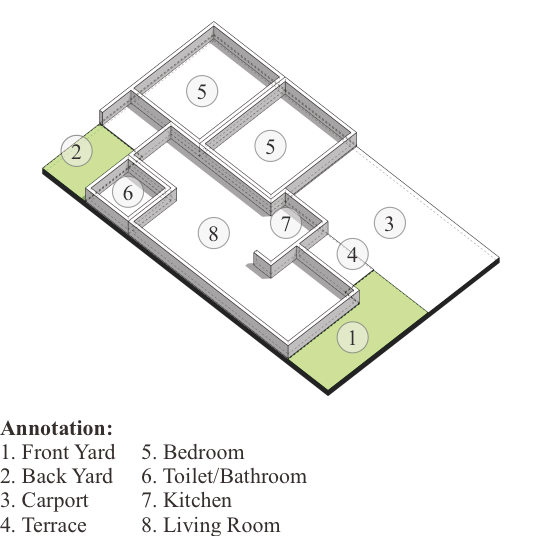 5
5
2
6
7
3
8
4
1
Annotation:
1. Front Yard 5. Bedroom
2. Back Yard 6. Toilet/Bathroom
3. Carport 7. Kitchen
4. Terrace 8. Living Room